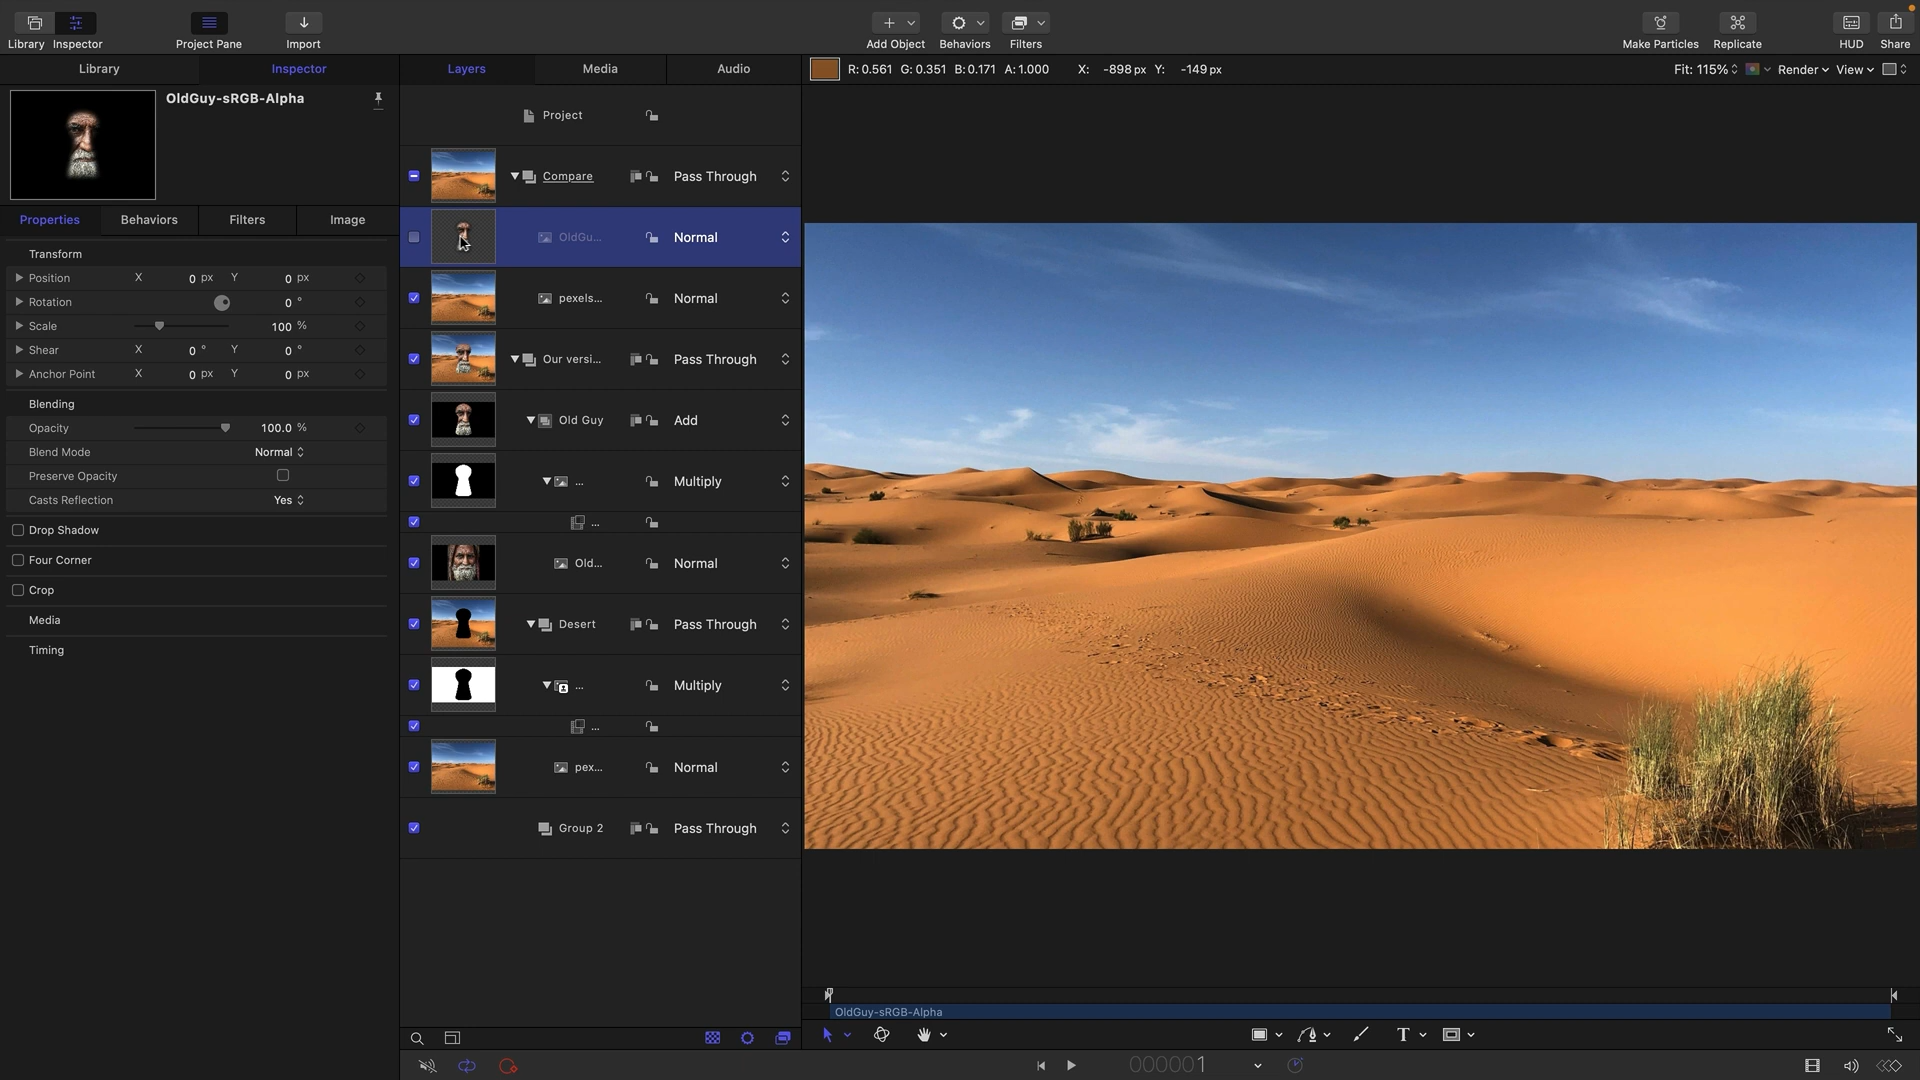 Library Inspector Project Pane Import Add Object Behaviors Filters Make Particles Replicate HUD Share
Library Inspector Layers Media Audio R: 0.561 G: 0.351 B: 0.171 A: 1.000 X: -898 px Y: -149 px Fit: 115% Render View
OldGuy-sRGB-Alpha
Project
Compare Pass Through
Properties Behaviors Filters Image
OldGu... Normal
Transform
Position X 0 px Y 0 px
Rotation 0 °
Scale 100 %
Shear X 0 ° Y 0 °
Anchor Point X 0 px Y 0 px
Blending
Opacity 100.0 %
Blend Mode Normal
Preserve Opacity
Casts Reflection Yes
Drop Shadow
Four Corner
Crop
Media
Timing
pexels... Normal
Our versi... Pass Through
Old Guy Add
... Multiply
...
Old... Normal
Desert Pass Through
... Multiply
...
pex... Normal
Group 2 Pass Through
OldGuy-sRGB-Alpha
T
000001